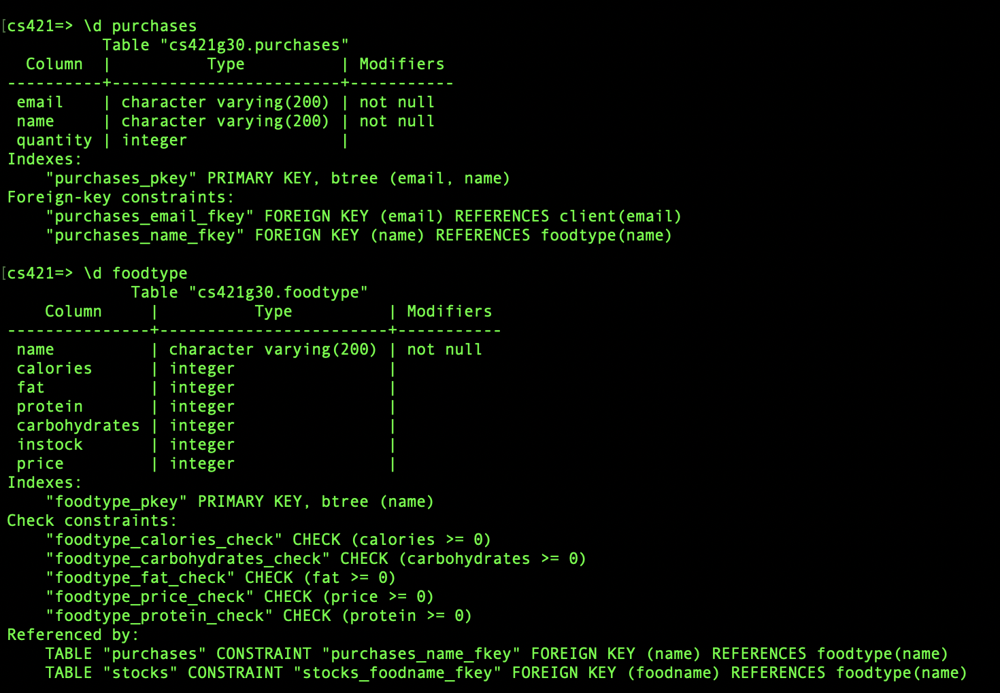 [cs421=> \d purchases
          Table "cs421g30.purchases"
  Column  |          Type          | Modifiers
----------+------------------------+-----------
 email    | character varying(200) | not null
 name     | character varying(200) | not null
 quantity | integer                |
Indexes:
    "purchases_pkey" PRIMARY KEY, btree (email, name)
Foreign-key constraints:
    "purchases_email_fkey" FOREIGN KEY (email) REFERENCES client(email)
    "purchases_name_fkey" FOREIGN KEY (name) REFERENCES foodtype(name)

[cs421=> \d foodtype
             Table "cs421g30.foodtype"
    Column     |          Type          | Modifiers
---------------+------------------------+-----------
 name          | character varying(200) | not null
 calories      | integer                |
 fat           | integer                |
 protein       | integer                |
 carbohydrates | integer                |
 instock       | integer                |
 price         | integer                |
Indexes:
    "foodtype_pkey" PRIMARY KEY, btree (name)
Check constraints:
    "foodtype_calories_check" CHECK (calories >= 0)
    "foodtype_carbohydrates_check" CHECK (carbohydrates >= 0)
    "foodtype_fat_check" CHECK (fat >= 0)
    "foodtype_price_check" CHECK (price >= 0)
    "foodtype_protein_check" CHECK (protein >= 0)
Referenced by:
    TABLE "purchases" CONSTRAINT "purchases_name_fkey" FOREIGN KEY (name) REFERENCES foodtype(name)
    TABLE "stocks" CONSTRAINT "stocks_foodname_fkey" FOREIGN KEY (foodname) REFERENCES foodtype(name)